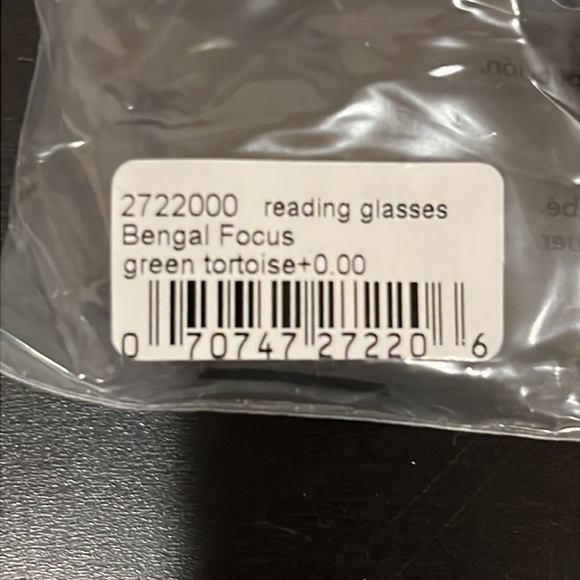 2722000 reading glasses
Bengal Focus
green tortoise+0.00
0 70747 27220 6